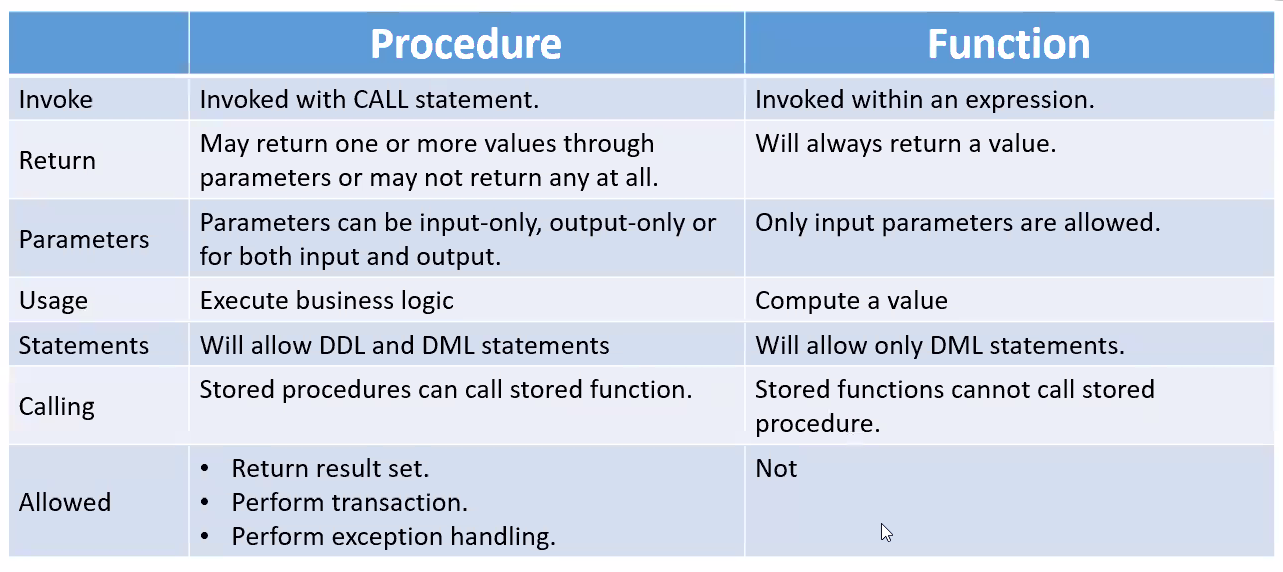 Procedure Function
Invoke Invoked with CALL statement. Invoked within an expression.
Return May return one or more values through parameters or may not return any at all. Will always return a value.
Parameters Parameters can be input-only, output-only or for both input and output. Only input parameters are allowed.
Usage Execute business logic Compute a value
Statements Will allow DDL and DML statements Will allow only DML statements.
Calling Stored procedures can call stored function. Stored functions cannot call stored procedure.
Allowed • Return result set. Not
• Perform transaction.
• Perform exception handling.